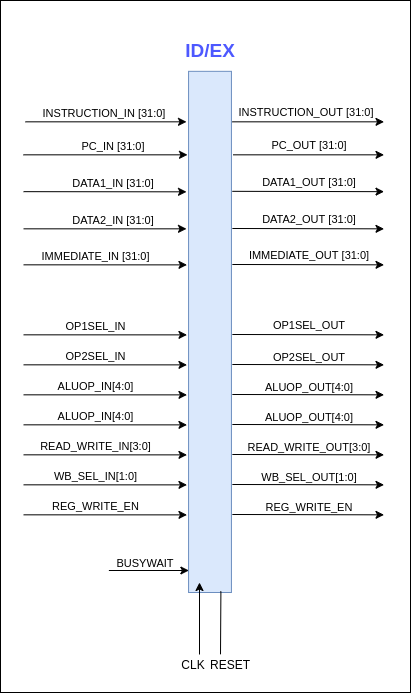 ID/EX
INSTRUCTION_IN [31:0] INSTRUCTION_OUT [31:0]
PC_IN [31:0] PC_OUT [31:0]
DATA1_IN [31:0] DATA1_OUT [31:0]
DATA2_IN [31:0] DATA2_OUT [31:0]
IMMEDIATE_IN [31:0] IMMEDIATE_OUT [31:0]
OP1SEL_IN OP1SEL_OUT
OP2SEL_IN OP2SEL_OUT
ALUOP_IN[4:0] ALUOP_OUT[4:0]
ALUOP_IN[4:0] ALUOP_OUT[4:0]
READ_WRITE_IN[3:0] READ_WRITE_OUT[3:0]
WB_SEL_IN[1:0] WB_SEL_OUT[1:0]
REG_WRITE_EN REG_WRITE_EN
BUSYWAIT
CLK RESET